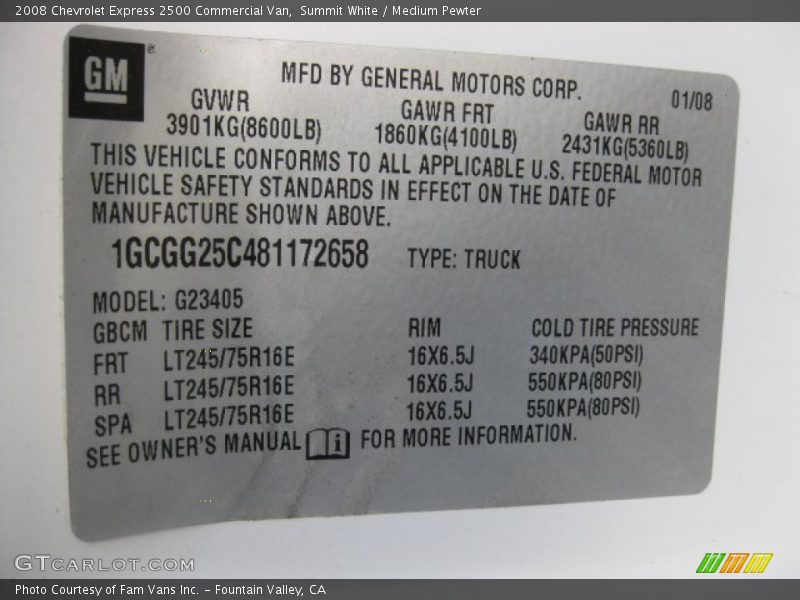 2008 Chevrolet Express 2500 Commercial Van,  Summit White / Medium Pewter
GM
MFD BY GENERAL MOTORS CORP.
01/08
GVWR GAWR FRT GAWR RR
3901KG(8600LB) 1860KG(4100LB) 2431KG(5360LB)
THIS VEHICLE CONFORMS TO ALL APPLICABLE U.S. FEDERAL MOTOR
VEHICLE SAFETY STANDARDS IN EFFECT ON THE DATE OF
MANUFACTURE SHOWN ABOVE.
1GCGG25C481172658 TYPE: TRUCK
MODEL: G23405
GBCM TIRE SIZE RIM COLD TIRE PRESSURE
FRT LT245/75R16E 16X6.5J 340KPA(50PSI)
RR LT245/75R16E 16X6.5J 550KPA(80PSI)
SPA LT245/75R16E 16X6.5J 550KPA(80PSI)
SEE OWNER'S MANUAL i FOR MORE INFORMATION.
GTCARLOT.COM
Photo Courtesy of Fam Vans Inc. - Fountain Valley, CA